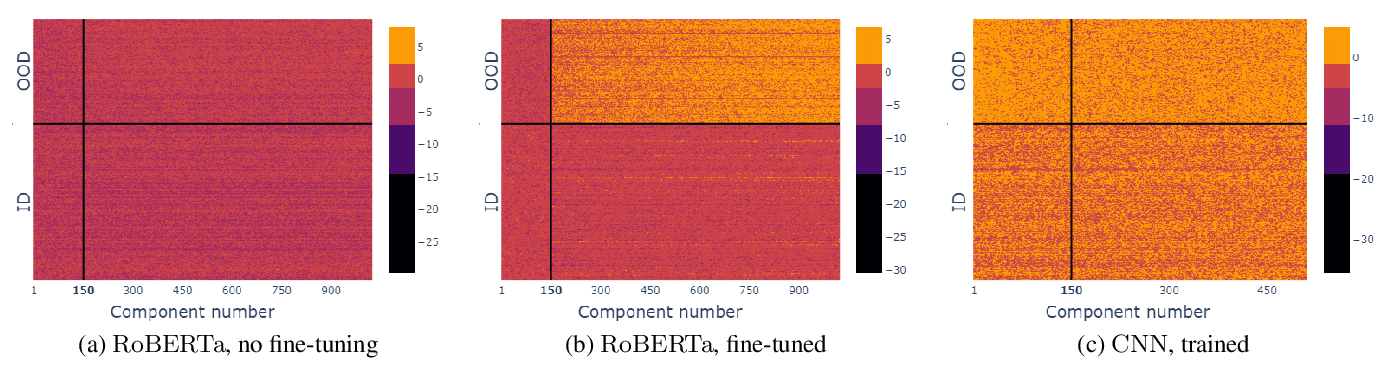 OOD
ID
5
0
−5
−10
−15
−20
−25
1 150 300 450 600 750 900
Component number
(a) RoBERTa, no fine-tuning
OOD
ID
5
0
−5
−10
−15
−20
−25
−30
1 150 300 450 600 750 900
Component number
(b) RoBERTa, fine-tuned
OOD
ID
0
−10
−20
−30
1 150 300 450
Component number
(c) CNN, trained